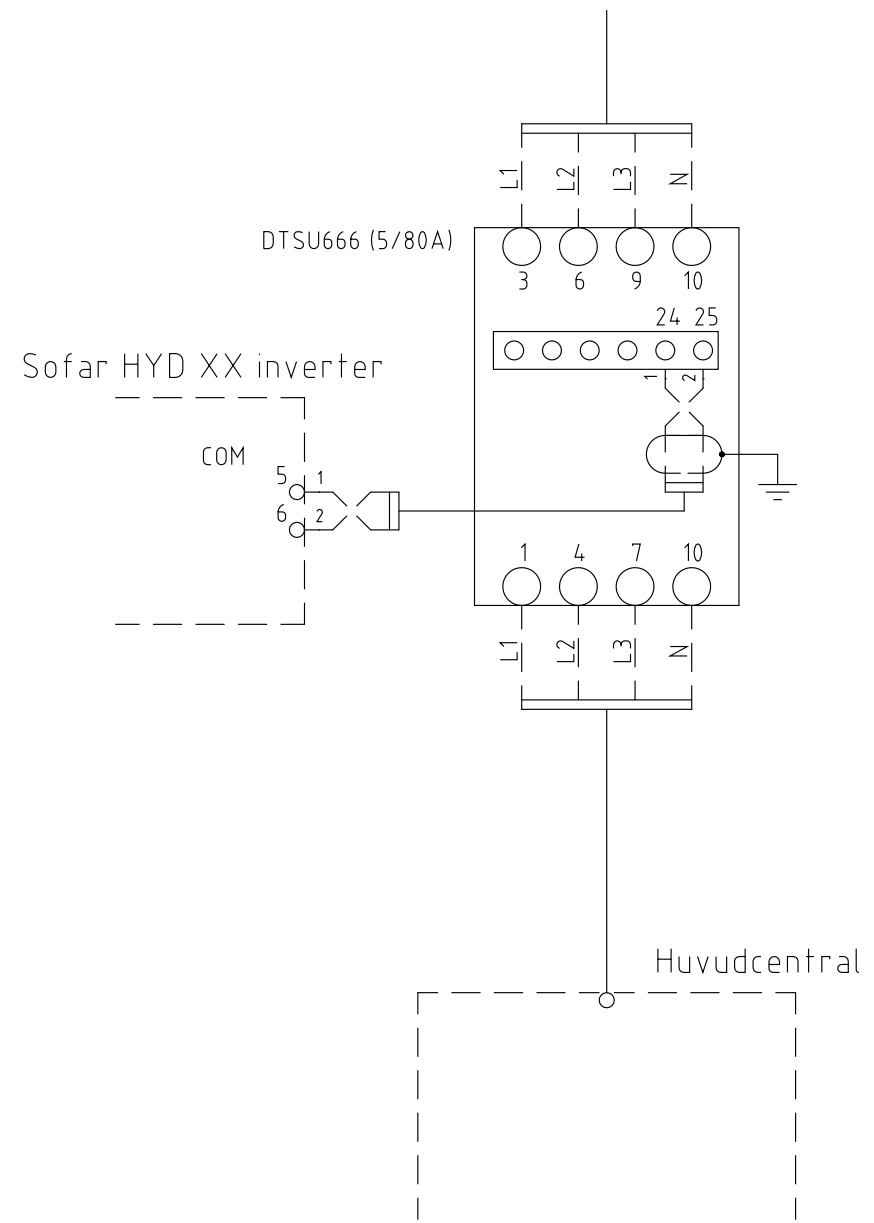 L1 L2 L3 N
DTSU666 (5/80A)
3 6 9 10
24 25
Sofar HYD XX inverter
1 2
COM
5 1
6 2
1 4 7 10
L1 L2 L3 N
Huvudcentral